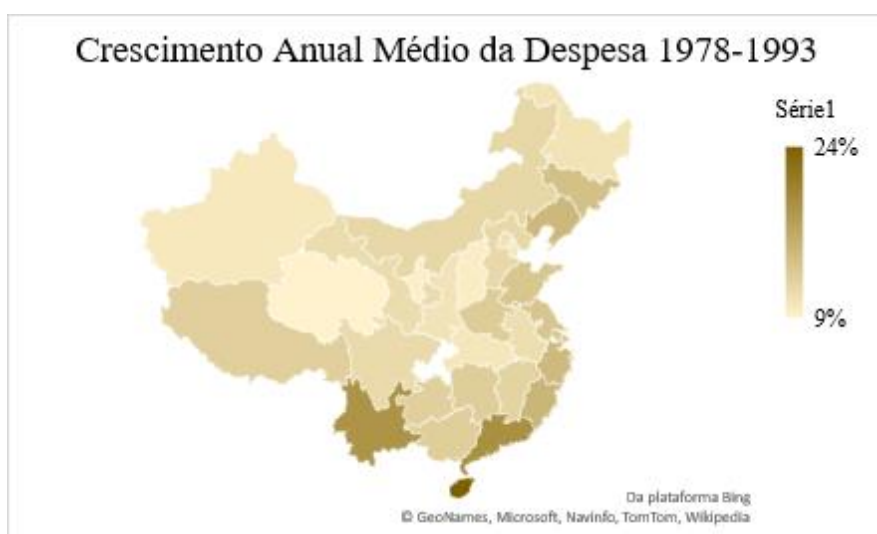 Crescimento Anual Médio da Despesa 1978-1993
Série1
24%
9%
Da plataforma Bing
© GeoNames, Microsoft, Navinfo, TomTom, Wikipedia